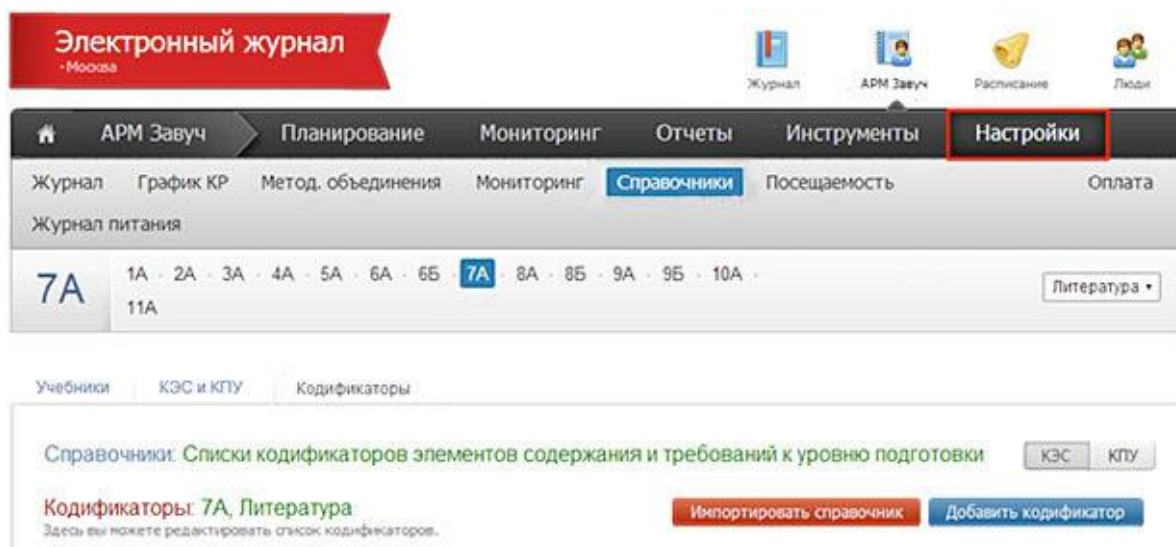 Электронный журнал
-Москва
Журнал АРМ Завуч Расписание Люди
АРМ Завуч Планирование Мониторинг Отчеты Инструменты Настройки
Журнал График КР Метод. объединения Мониторинг Справочники Посещаемость Оплата
Журнал питания
7А
1А - 2А - 3А - 4А - 5А - 6А - 6Б - 7А - 8А - 8Б - 9А - 9Б - 10А -
11А
Литература
Учебники КЭС и КПУ Кодификаторы
Справочники: Списки кодификаторов элементов содержания и требований к уровню подготовки КЭС КПУ
Кодификаторы: 7А, Литература Импортировать справочник Добавить кодификатор
Здесь вы можете редактировать список кодификаторов.